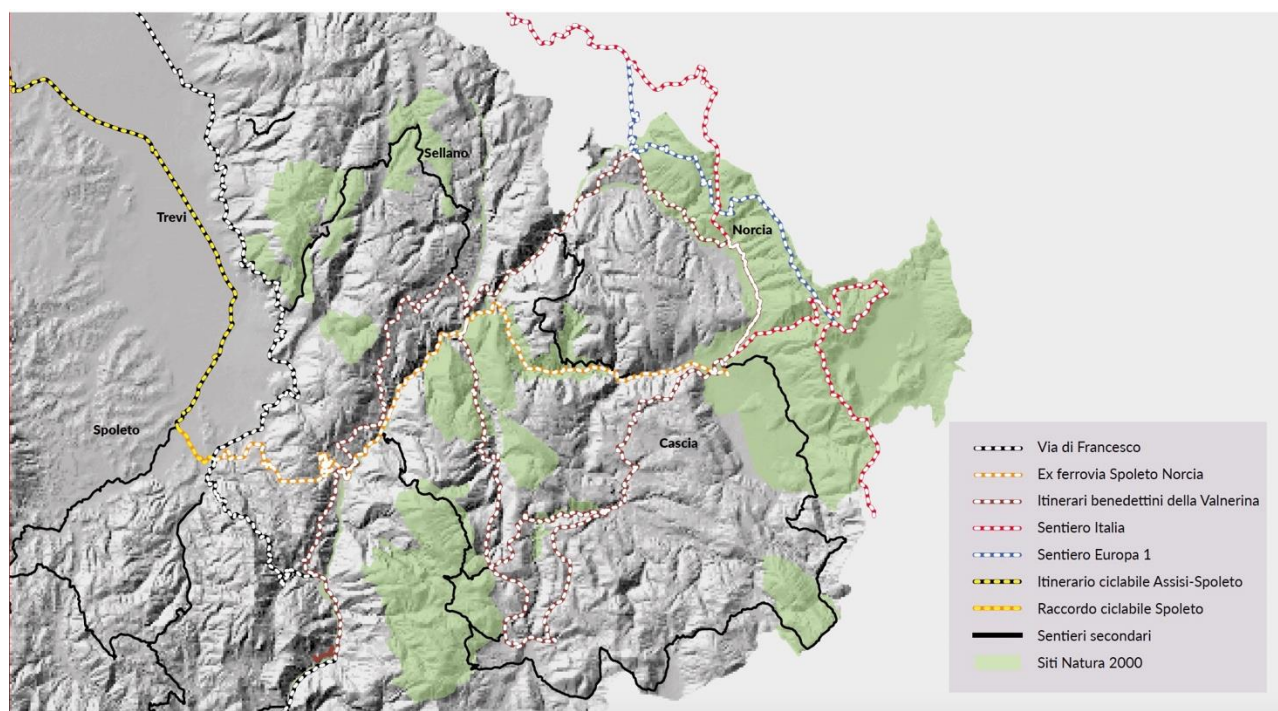 Sellano
Trevi
Norcia
Spoleto
Cascia
Via di Francesco
Ex ferrovia Spoleto Norcia
Itinerari benedettini della Valnerina
Sentiero Italia
Sentiero Europa 1
Itinerario ciclabile Assisi-Spoleto
Raccordo ciclabile Spoleto
Sentieri secondari
Siti Natura 2000